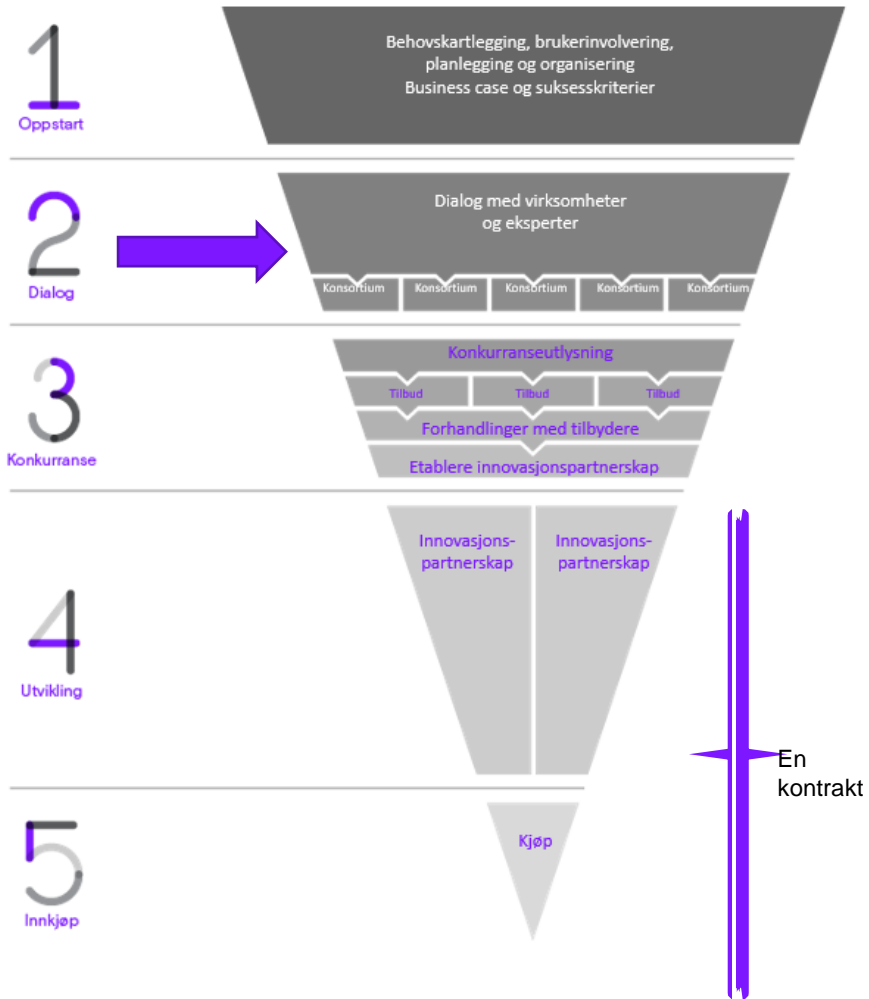 1
Oppstart
Behovskartlegging, brukerinvolvering,
planlegging og organisering
Business case og suksesskriterier
2
Dialog
Dialog med virksomheter
og eksperter
Konsortium
Konsortium
Konsortium
Konsortium
Konsortium
3
Konkurranse
Konkurranseutlysning
Tilbud
Tilbud
Tilbud
Forhandlinger med tilbydere
Etablere innovasjonspartnerskap
4
Utvikling
Innovasjons-
partnerskap
Innovasjons-
partnerskap
En
kontrakt
5
Innkjøp
Kjøp